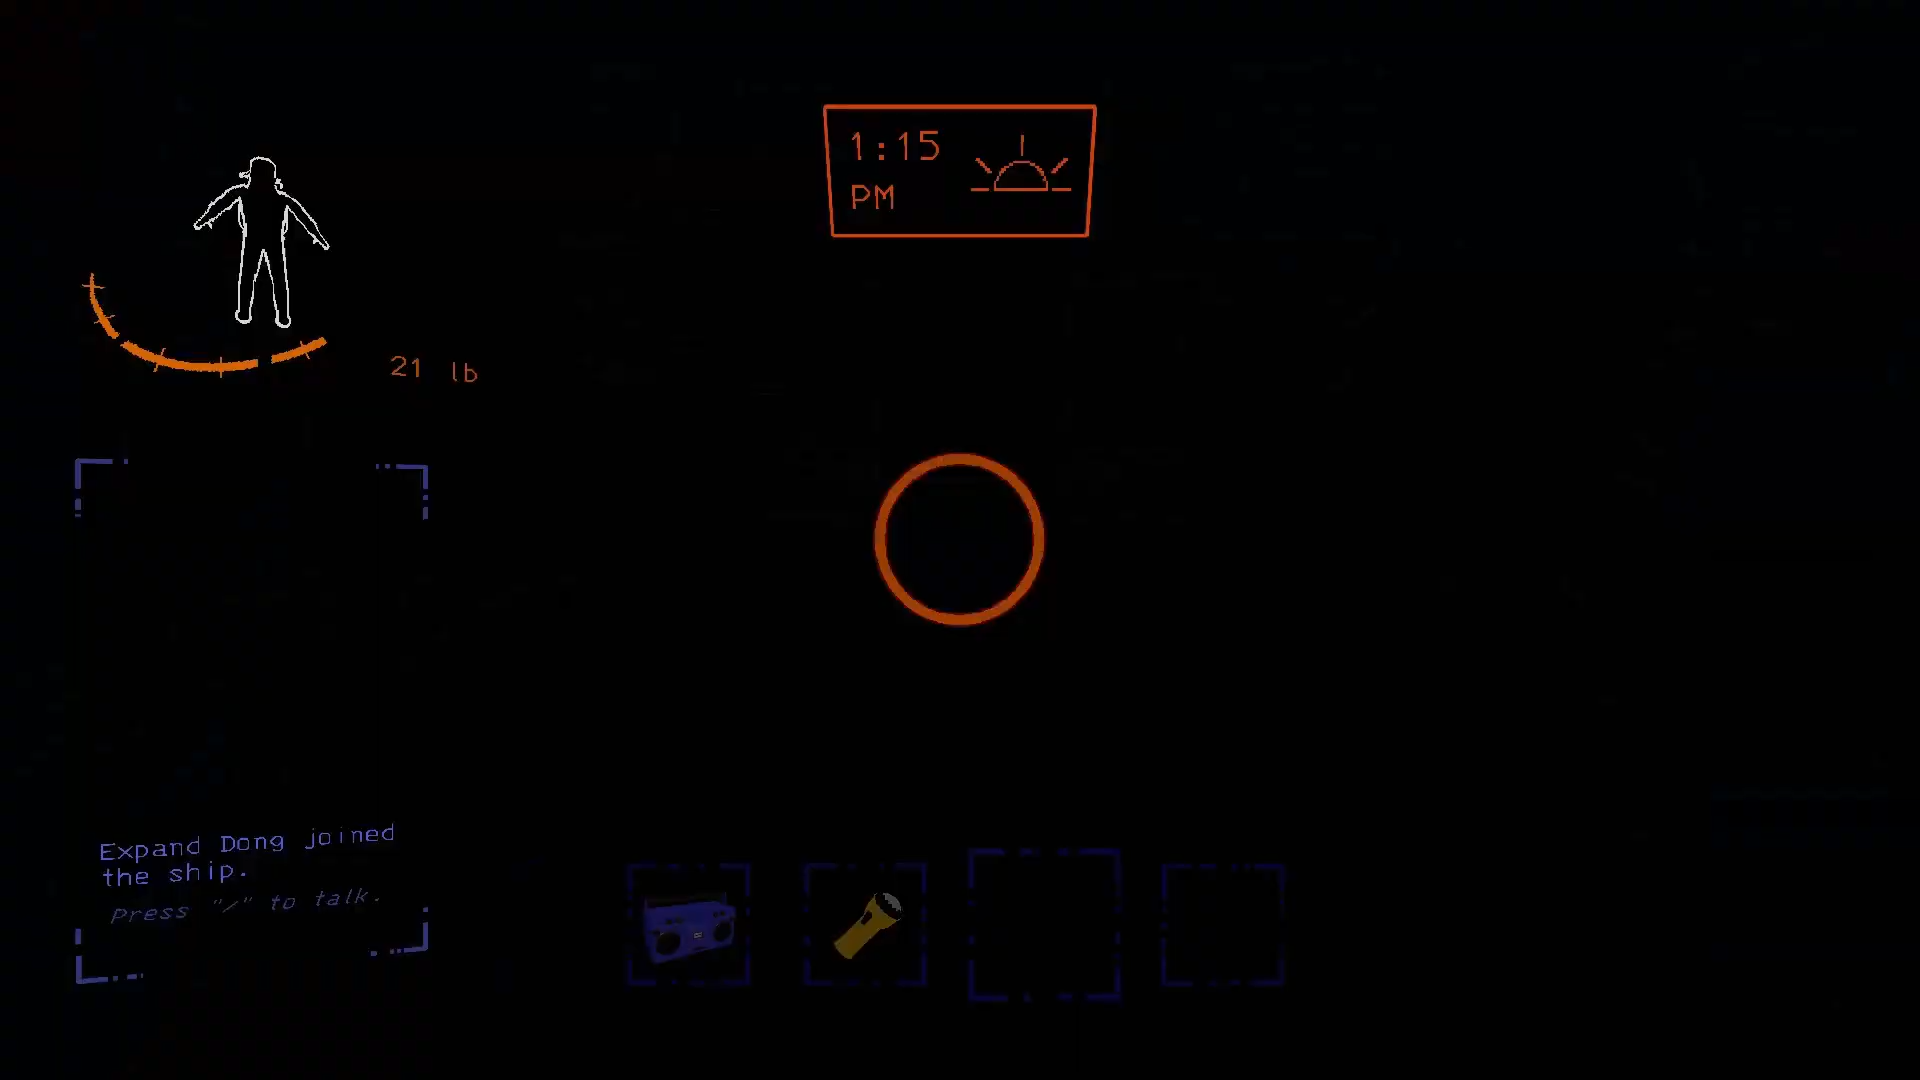 1:15
PM
21 lb
Expand Dong joined
the ship.
Press "/" to talk.